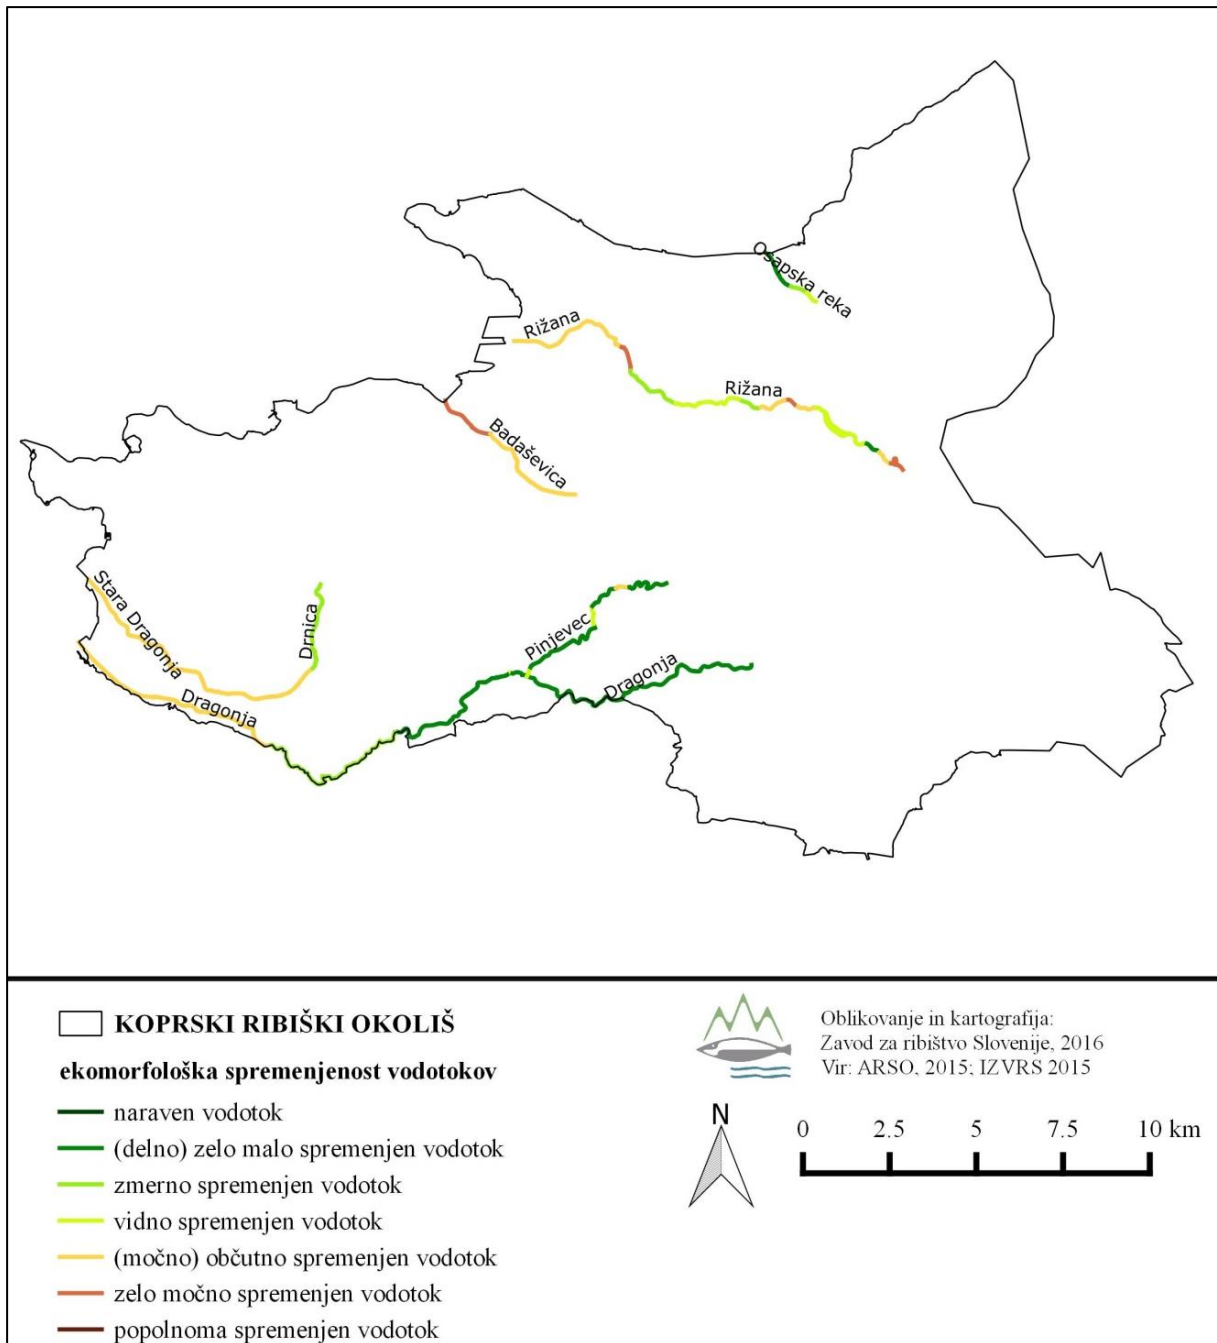 Osapska reka
Rižana
Rižana
Badaševica
Stara Dragonja
Drnica
Pinjevec
Dragonja
Dragonja
KOPRSKI RIBIŠKI OKOLIŠ
ekomorfološka spremenjenost vodotokov
naraven vodotok
(delno) zelo malo spremenjen vodotok
zmerno spremenjen vodotok
vidno spremenjen vodotok
(močno) občutno spremenjen vodotok
zelo močno spremenjen vodotok
popolnoma spremenjen vodotok
Oblikovanje in kartografija:
Zavod za ribištvo Slovenije, 2016
Vir: ARSO, 2015; IZVRS 2015
N
0 2.5 5 7.5 10 km